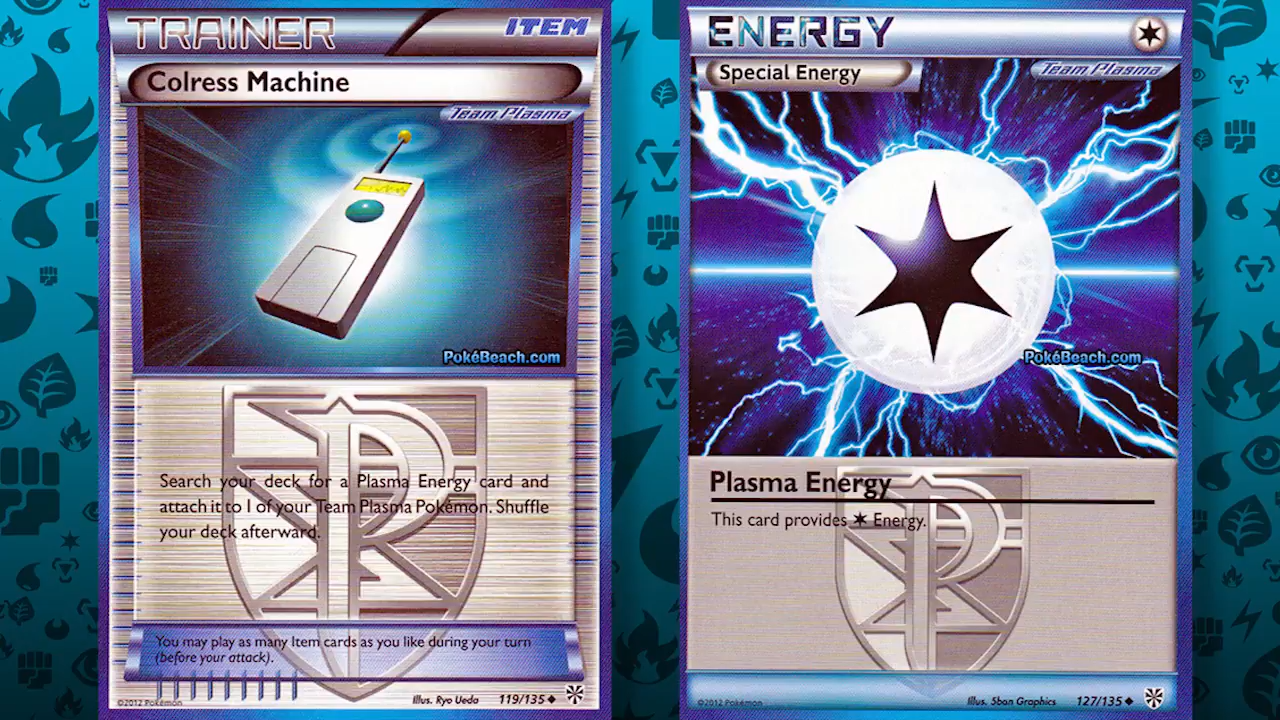 TRAINER
ITEM
Colress Machine
Team Plasma
PokéBeach.com
Search your deck for a Plasma Energy card and
attach it to 1 of your Team Plasma Pokémon. Shuffle
your deck afterward.
You may play as many Item cards as you like during your turn
(before your attack).
©2012 Pokémon
Illus. Ryo Ueda
119/135
ENERGY
Special Energy
Team Plasma
PokéBeach.com
Plasma Energy
This card provides Energy.
©2012 Pokémon
Illus. 5ban Graphics
127/135